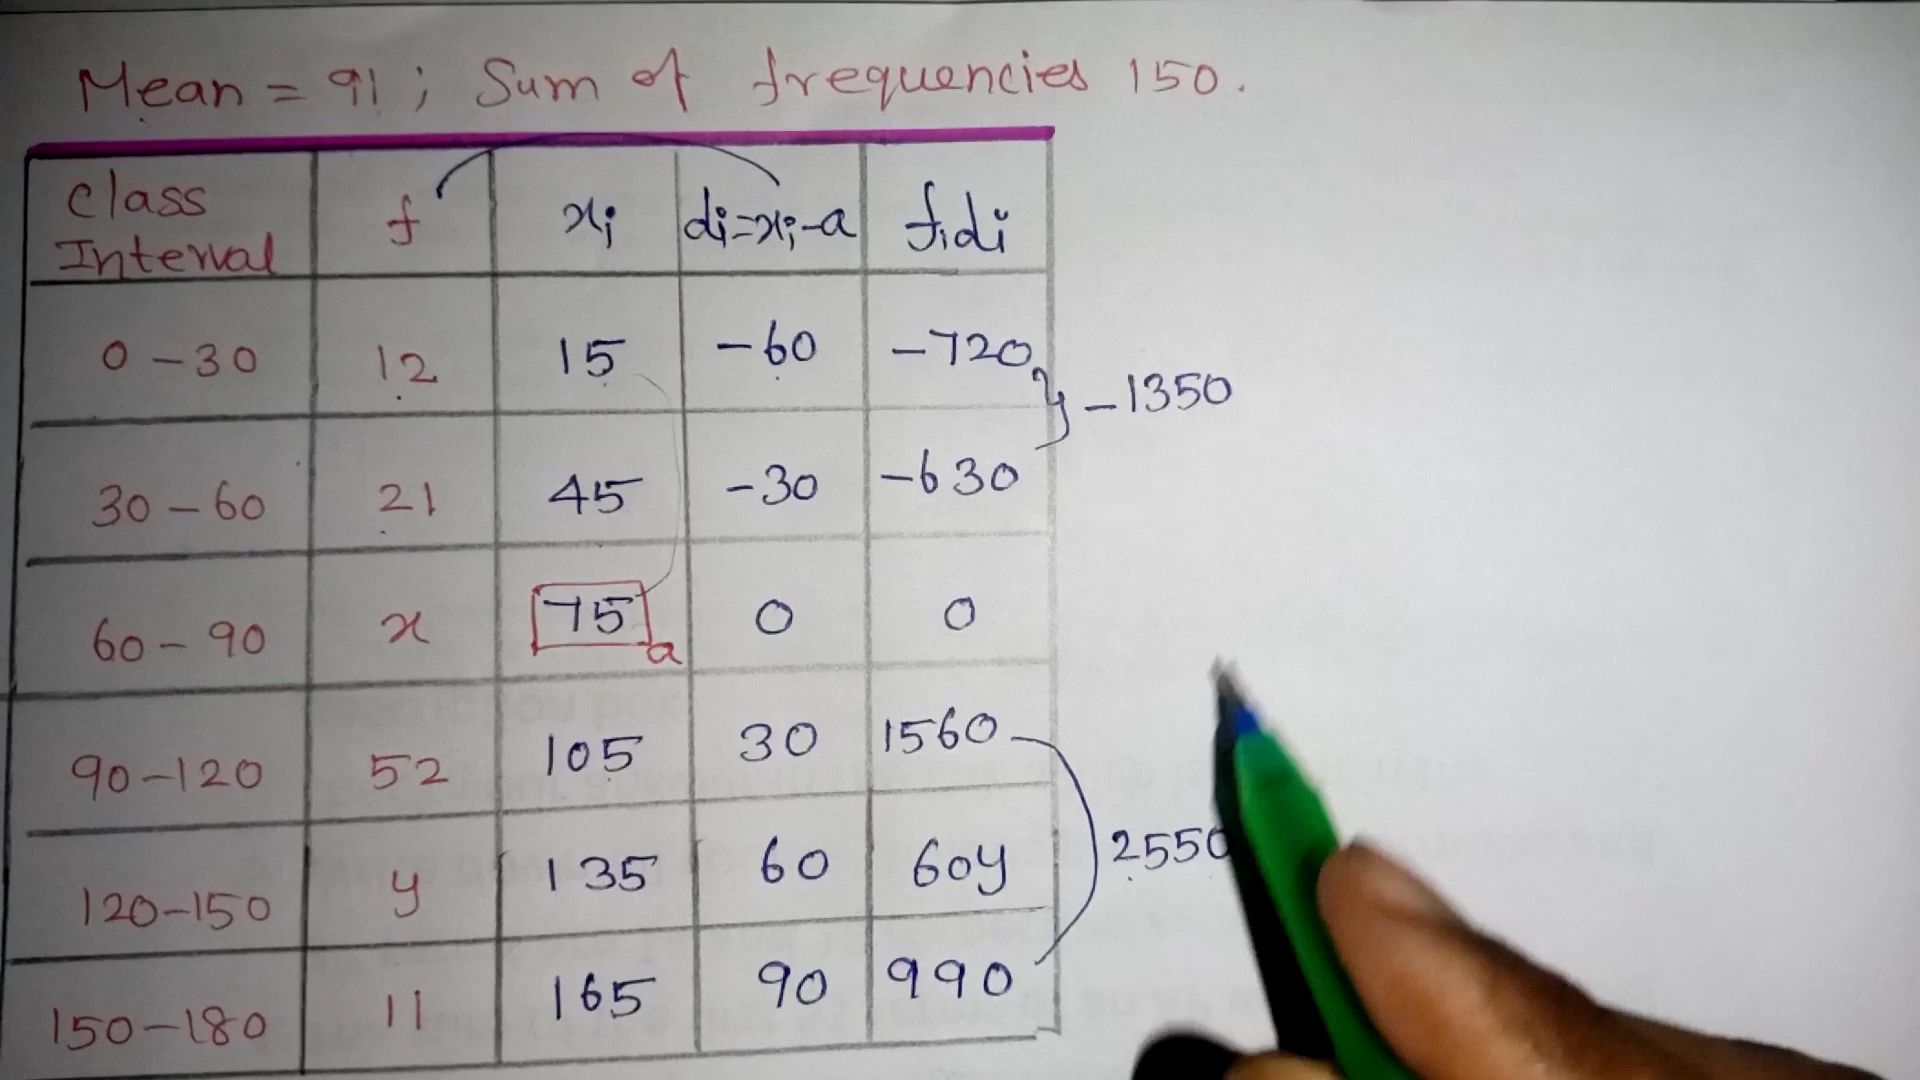 Mean = 91 ; Sum of frequencies 150.
Class Interval f xi di=xi-a fidi
0 - 30 12 15 -60 -720
-1350
30 - 60 21 45 -30 -630
60 - 90 x 75 a 0 0
90-120 52 105 30 1560
2550
120-150 y 135 60 60y
150-180 11 165 90 990